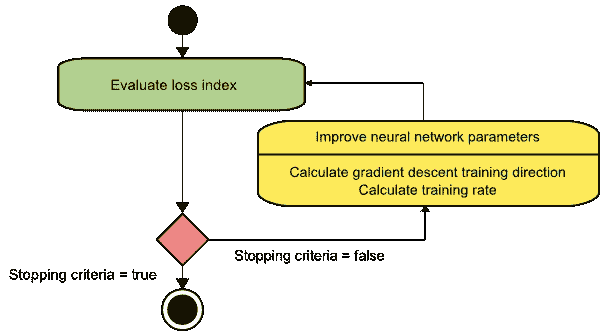 Evaluate loss index
Improve neural network parameters
Calculate gradient descent training direction
Calculate training rate
Stopping criteria = false
Stopping criteria = true